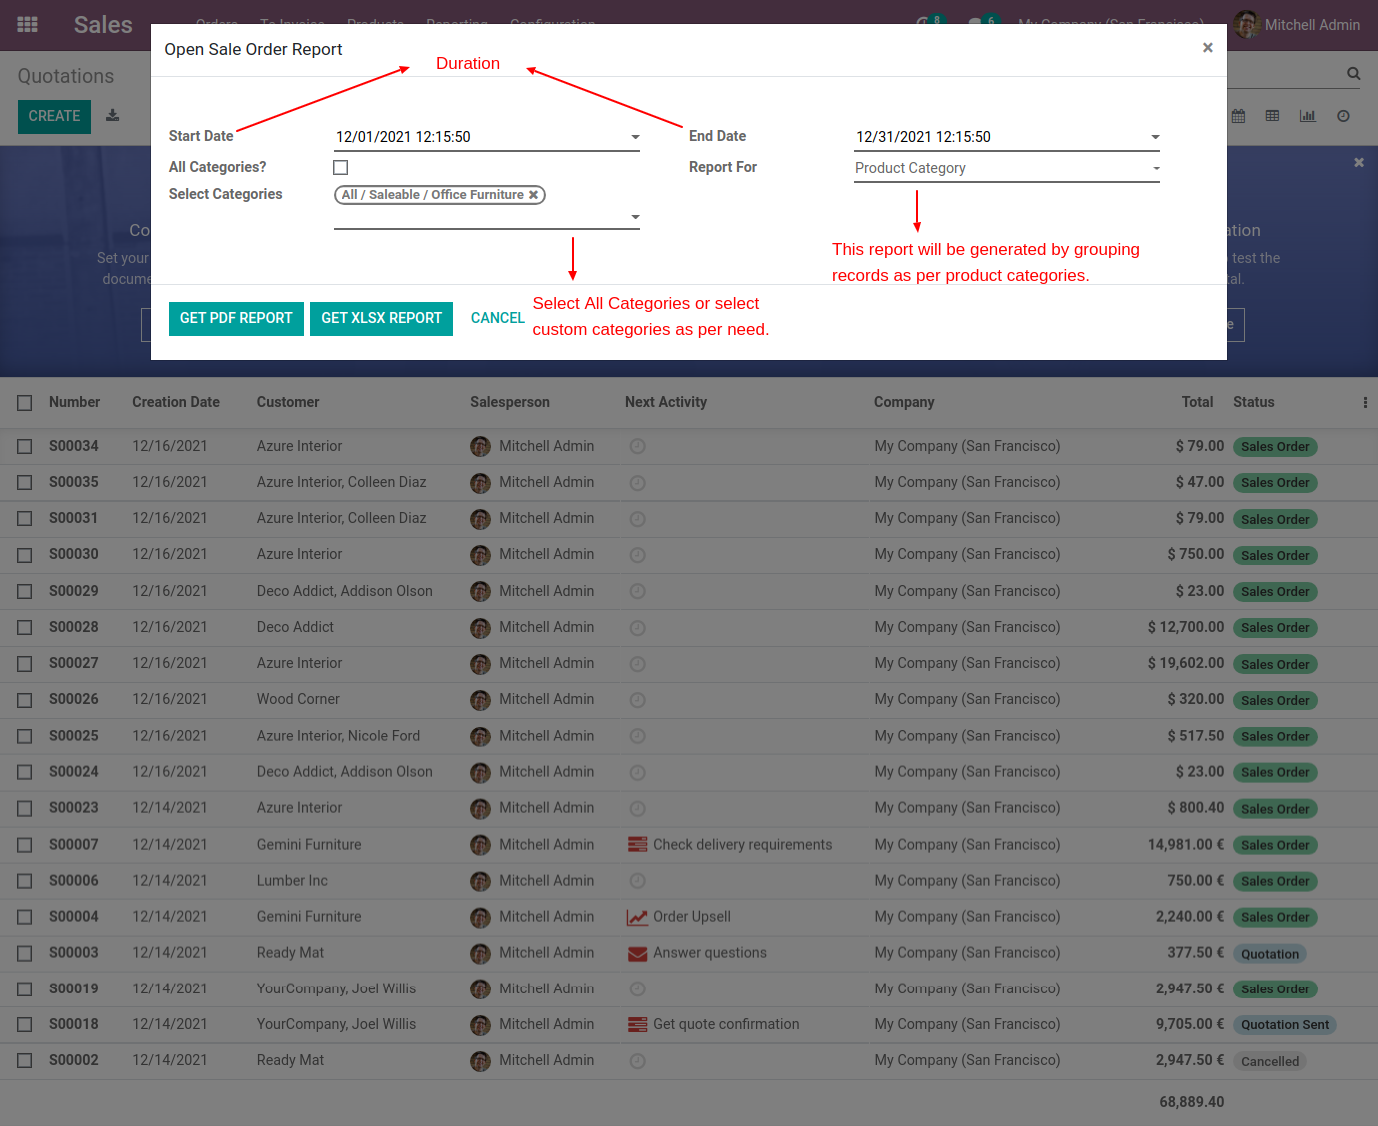 Sales
8
6
Mitchell Admin
Open Sale Order Report
×
Duration
Quotations
CREATE
Start Date
12/01/2021 12:15:50
End Date
12/31/2021 12:15:50
All Categories?
Report For
Product Category
Select Categories
All / Saleable / Office Furniture ✖
This report will be generated by grouping
records as per product categories.
Set your
test the
GET PDF REPORT
GET XLSX REPORT
CANCEL
Select All Categories or select
custom categories as per need.
Number Creation Date Customer Salesperson Next Activity Company Total Status
S00034 12/16/2021 Azure Interior Mitchell Admin My Company (San Francisco) $ 79.00 Sales Order
S00035 12/16/2021 Azure Interior, Colleen Diaz Mitchell Admin My Company (San Francisco) $ 47.00 Sales Order
S00031 12/16/2021 Azure Interior, Colleen Diaz Mitchell Admin My Company (San Francisco) $ 79.00 Sales Order
S00030 12/16/2021 Azure Interior Mitchell Admin My Company (San Francisco) $ 750.00 Sales Order
S00029 12/16/2021 Deco Addict, Addison Olson Mitchell Admin My Company (San Francisco) $ 23.00 Sales Order
S00028 12/16/2021 Deco Addict Mitchell Admin My Company (San Francisco) $ 12,700.00 Sales Order
S00027 12/16/2021 Azure Interior Mitchell Admin My Company (San Francisco) $ 19,602.00 Sales Order
S00026 12/16/2021 Wood Corner Mitchell Admin My Company (San Francisco) $ 320.00 Sales Order
S00025 12/16/2021 Azure Interior, Nicole Ford Mitchell Admin My Company (San Francisco) $ 517.50 Sales Order
S00024 12/16/2021 Deco Addict, Addison Olson Mitchell Admin My Company (San Francisco) $ 23.00 Sales Order
S00023 12/14/2021 Azure Interior Mitchell Admin My Company (San Francisco) $ 800.40 Sales Order
S00007 12/14/2021 Gemini Furniture Mitchell Admin Check delivery requirements My Company (San Francisco) 14,981.00 € Sales Order
S00006 12/14/2021 Lumber Inc Mitchell Admin My Company (San Francisco) 750.00 € Sales Order
S00004 12/14/2021 Gemini Furniture Mitchell Admin Order Upsell My Company (San Francisco) 2,240.00 € Sales Order
S00003 12/14/2021 Ready Mat Mitchell Admin Answer questions My Company (San Francisco) 377.50 € Quotation
S00019 12/14/2021 YourCompany, Joel Willis Mitchell Admin My Company (San Francisco) 2,947.50 € Sales Order
S00018 12/14/2021 YourCompany, Joel Willis Mitchell Admin Get quote confirmation My Company (San Francisco) 9,705.00 € Quotation Sent
S00002 12/14/2021 Ready Mat Mitchell Admin My Company (San Francisco) 2,947.50 € Cancelled
68,889.40